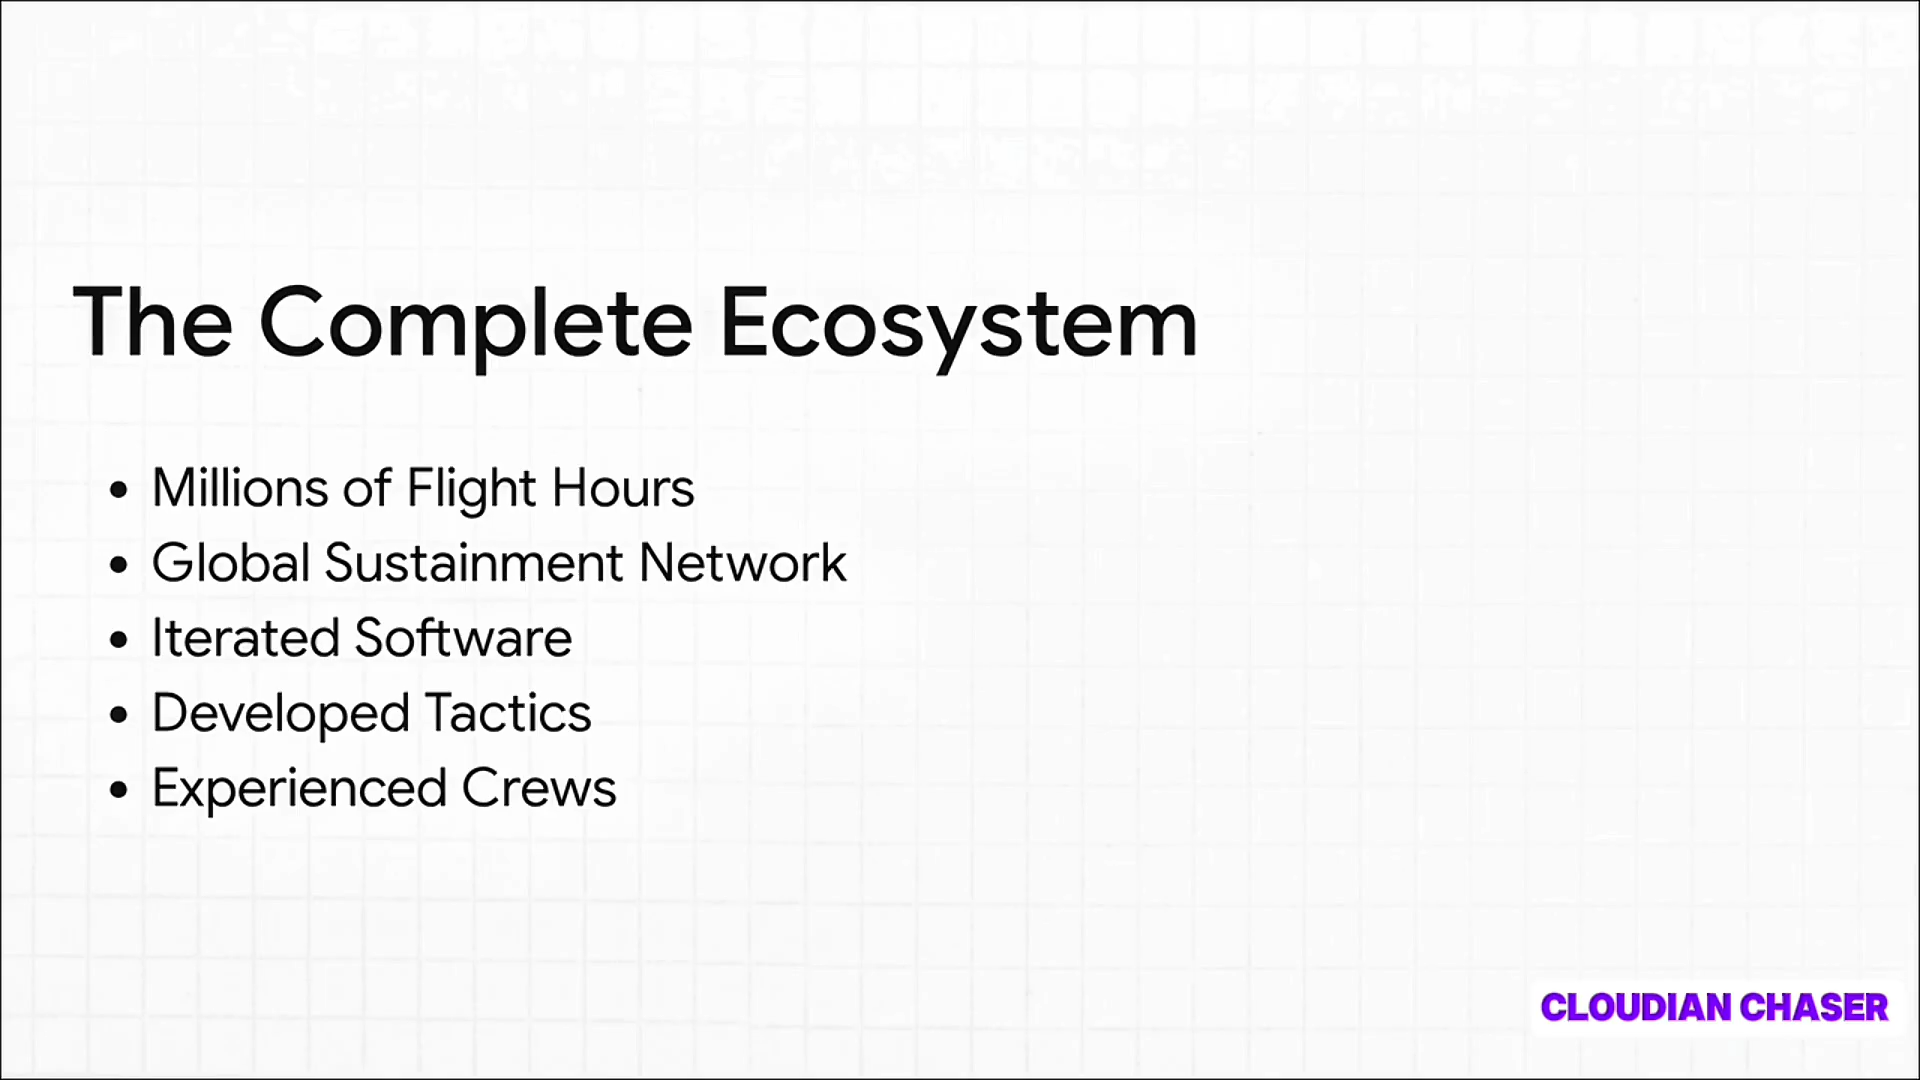 The Complete Ecosystem
• Millions of Flight Hours
• Global Sustainment Network
• Iterated Software
• Developed Tactics
• Experienced Crews
CLOUDIAN CHASER